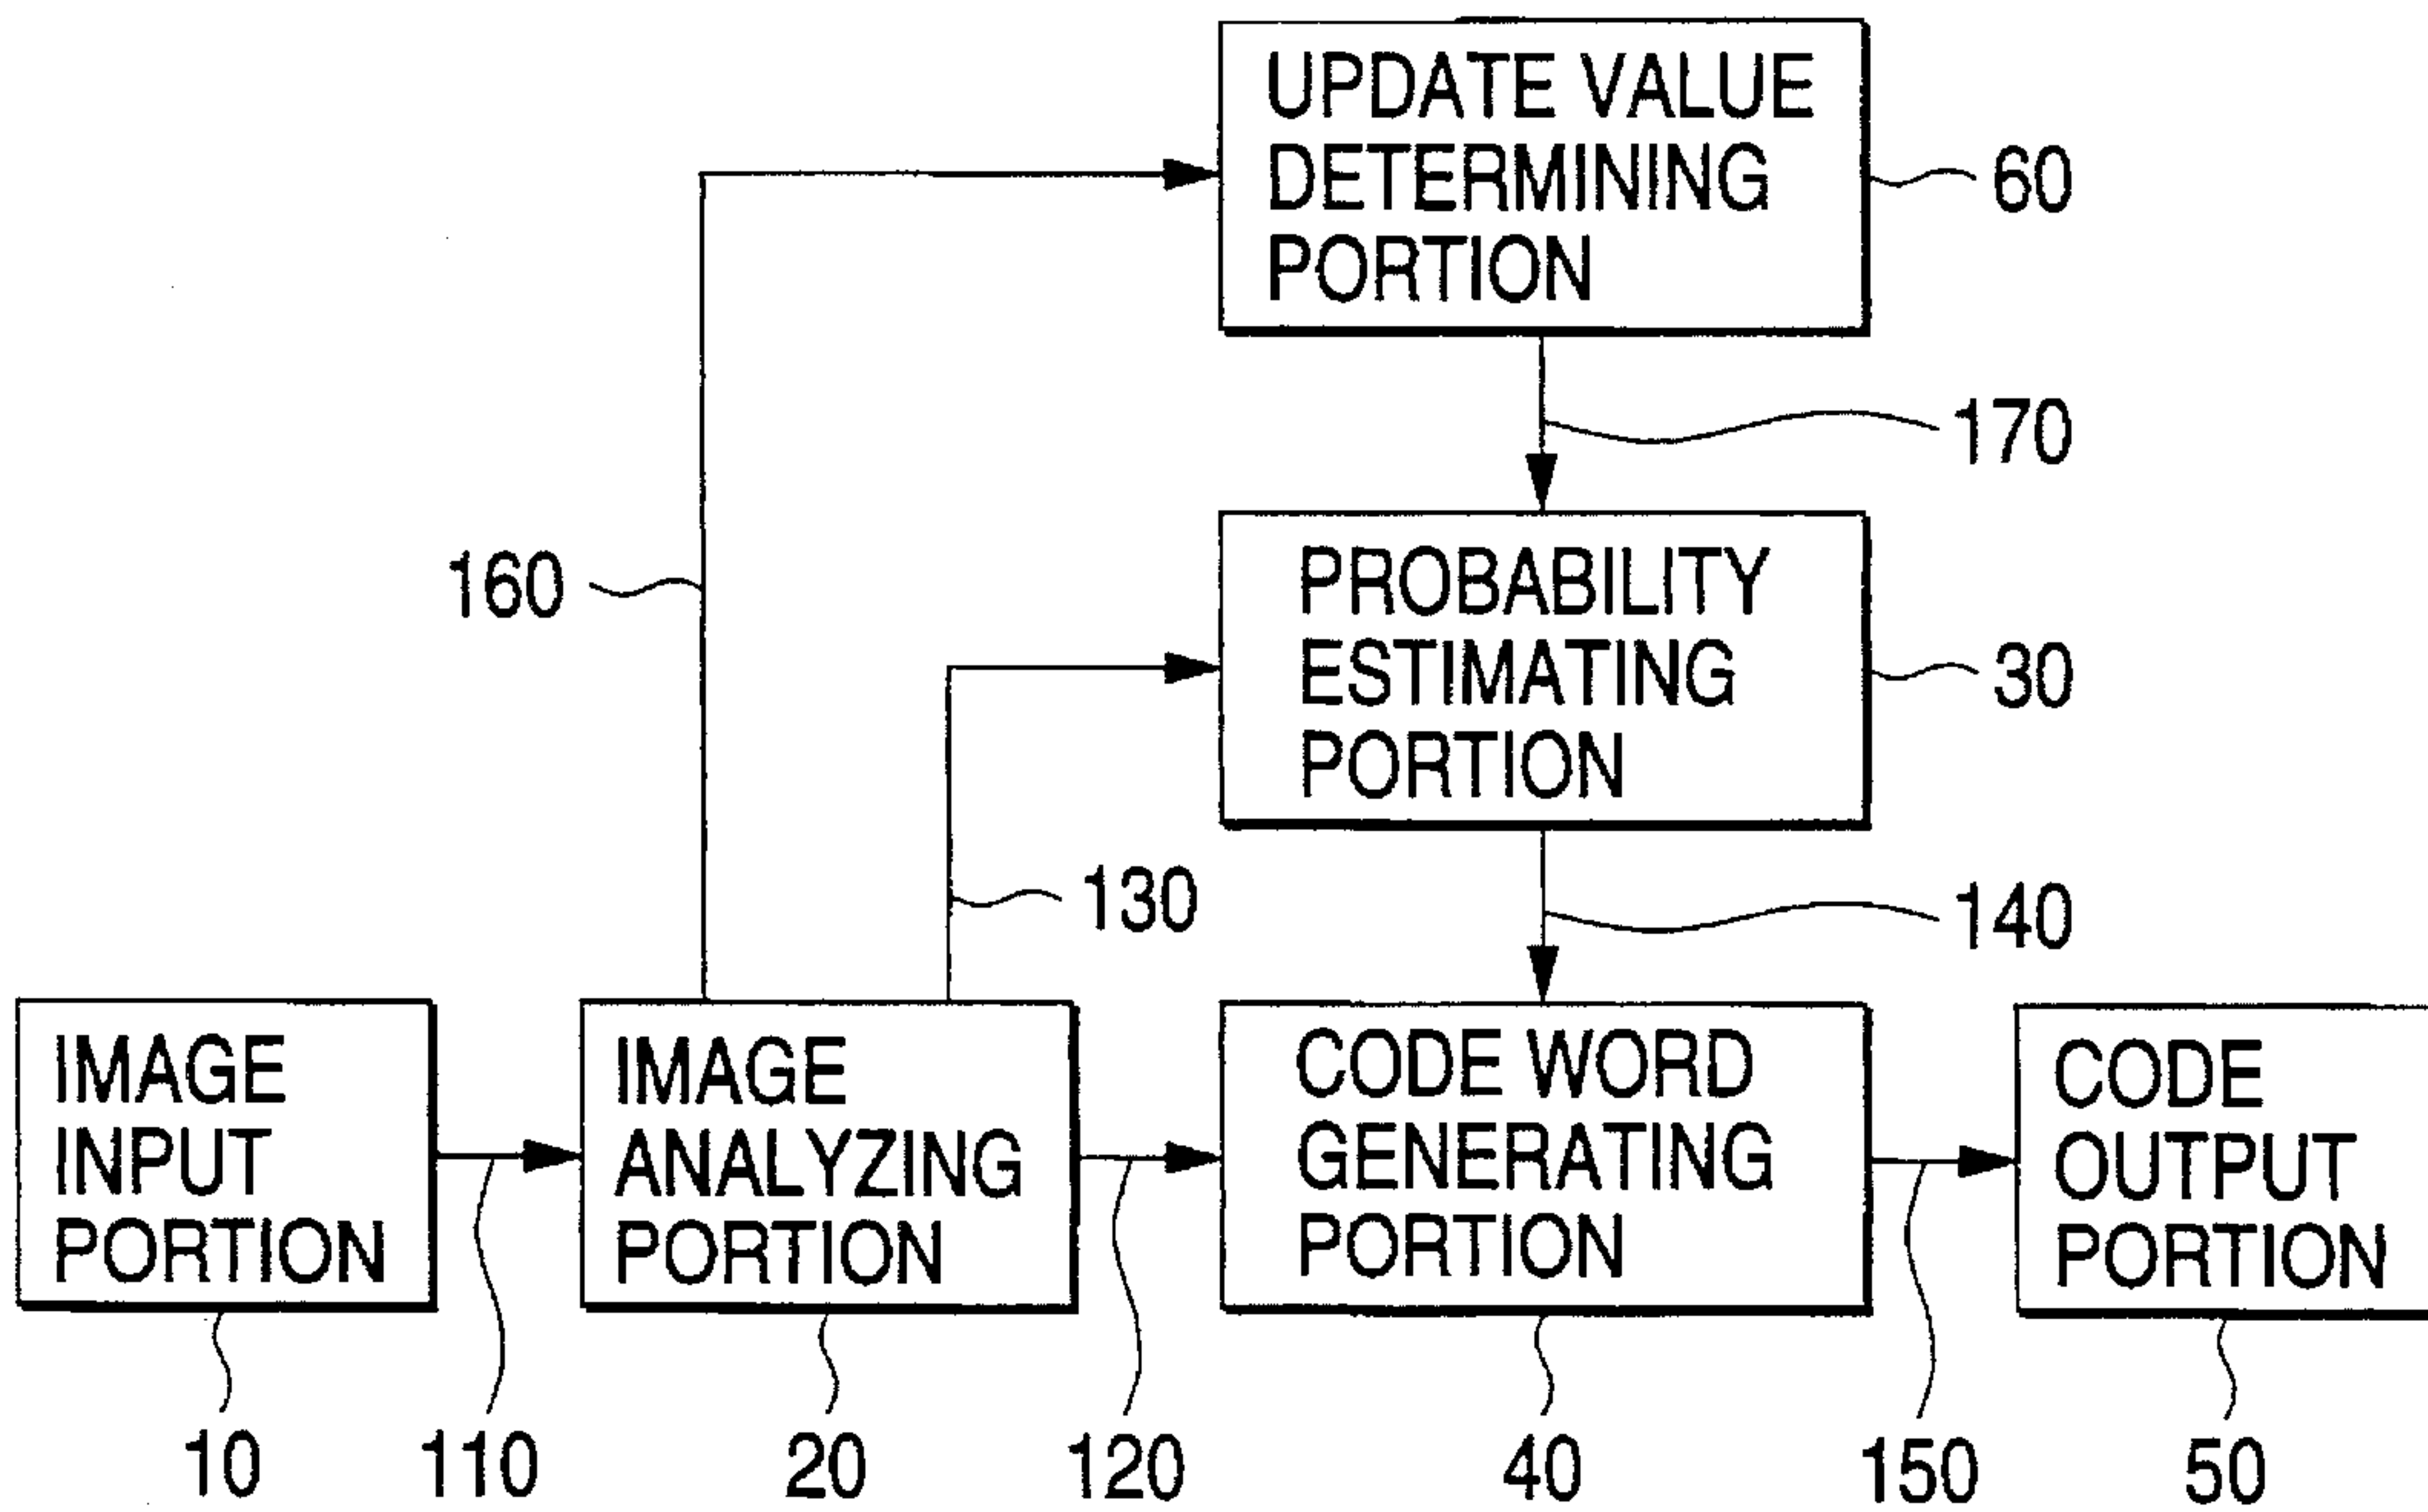 UPDATE VALUE
DETERMINING
PORTION
60
170
160
PROBABILITY
ESTIMATING
PORTION
30
130
140
IMAGE
INPUT
PORTION
IMAGE
ANALYZING
PORTION
CODE WORD
GENERATING
PORTION
CODE
OUTPUT
PORTION
10
110
20
120
40
150
50